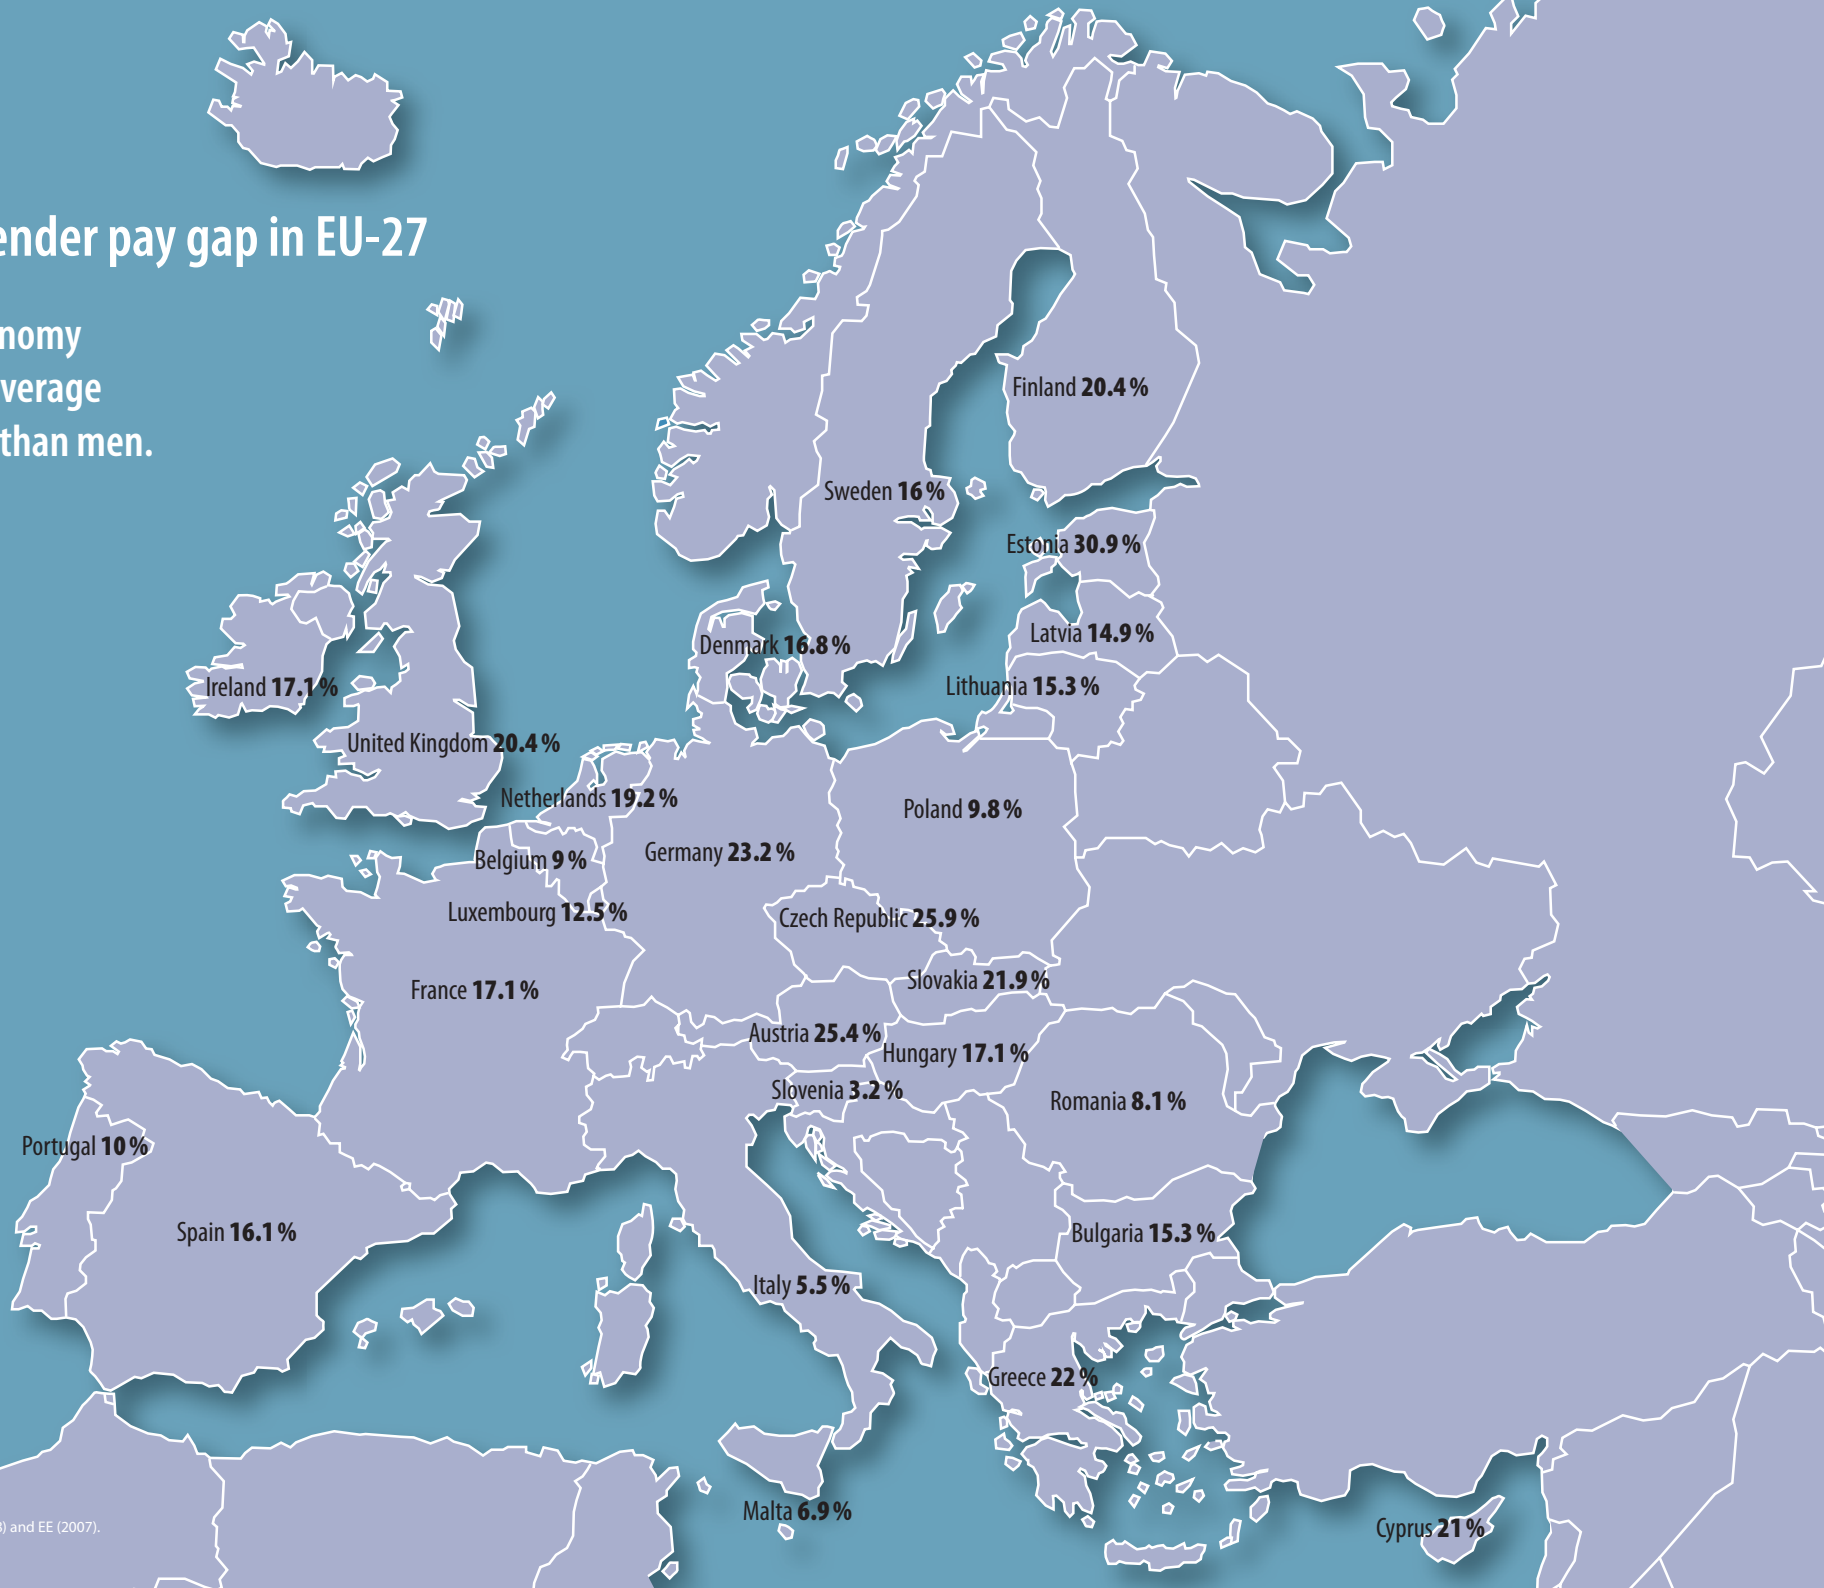 ender pay gap in EU-27
nomy
verage
than men.
Finland 20.4 %
Sweden 16 %
Estonia 30.9 %
Latvia 14.9 %
Denmark 16.8 %
Lithuania 15.3 %
Ireland 17.1 %
United Kingdom 20.4 %
Netherlands 19.2 %
Poland 9.8 %
Germany 23.2 %
Belgium 9 %
Luxembourg 12.5 %
Czech Republic 25.9 %
Slovakia 21.9 %
France 17.1 %
Austria 25.4 %
Hungary 17.1 %
Slovenia 3.2 %
Romania 8.1 %
Portugal 10 %
Spain 16.1 %
Bulgaria 15.3 %
Italy 5.5 %
Greece 22 %
Malta 6.9 %
Cyprus 21 %
) and EE (2007).